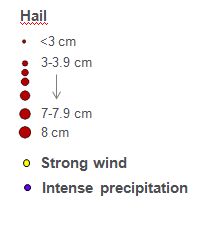 Hail
<3 cm
3-3.9 cm
7-7.9 cm
8 cm
Strong wind
Intense precipitation